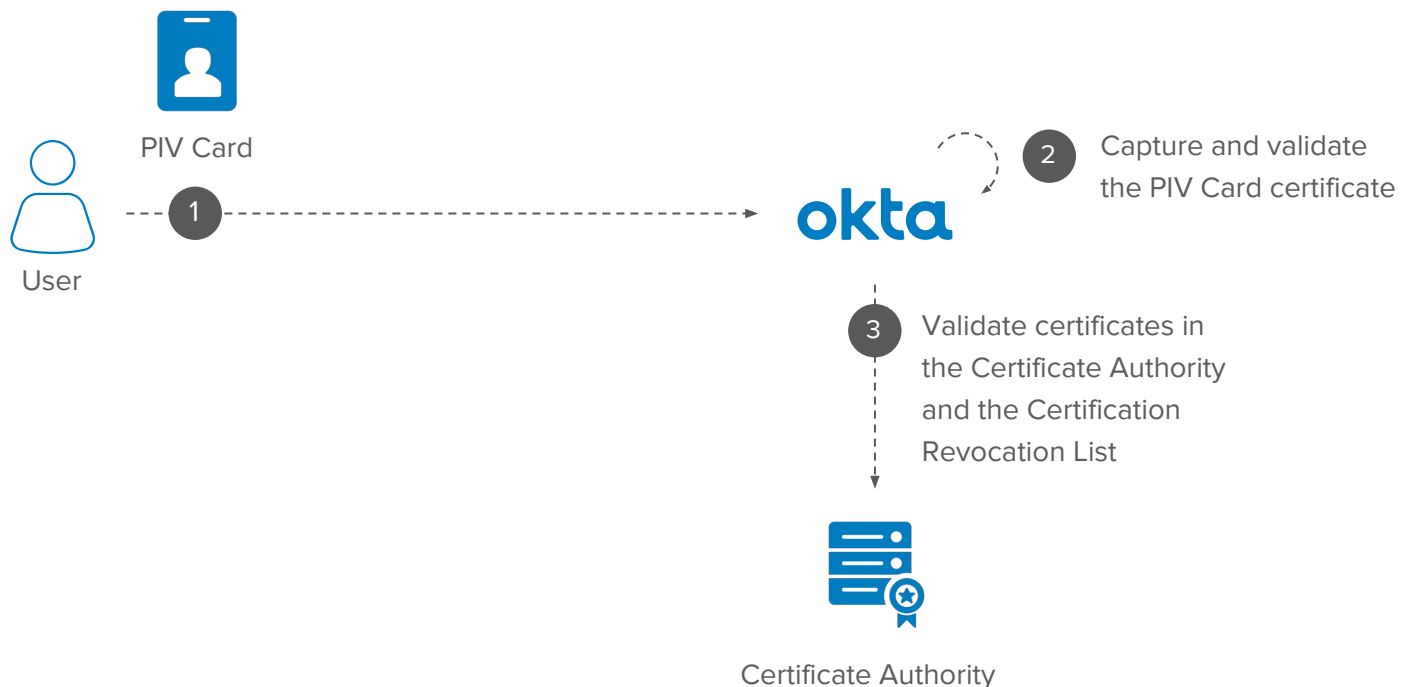 PIV Card
1
User
okta
2
Capture and validate
the PIV Card certificate
3
Validate certificates in
the Certificate Authority
and the Certification
Revocation List
Certificate Authority